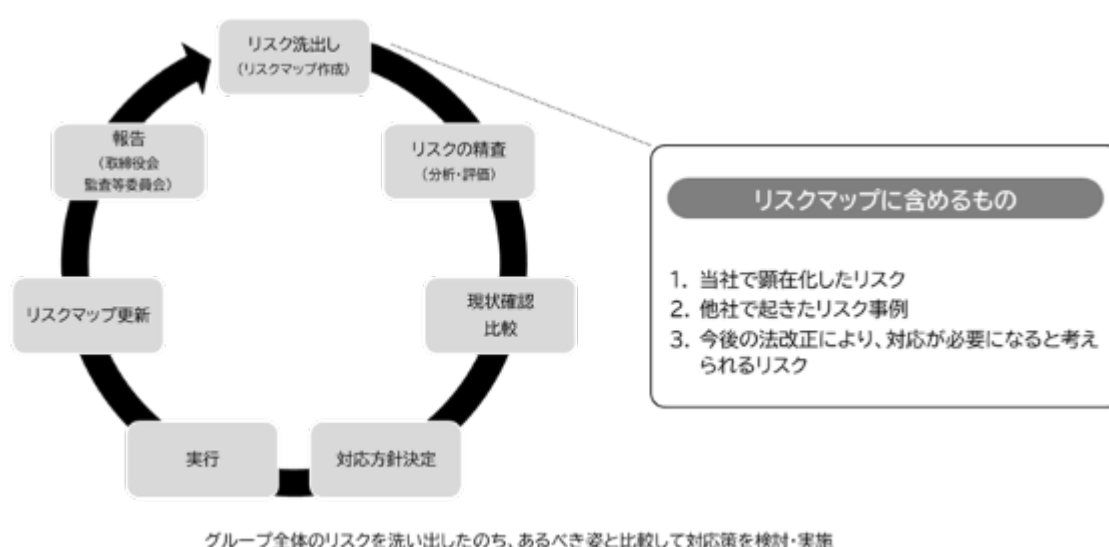 リスク洗出し
(リスクマップ作成)
リスクの精査
(分析・評価)
現状確認
比較
対応方針決定
実行
リスクマップ更新
報告
(取締役会
監査等委員会)
リスクマップに含めるもの
1. 当社で顕在化したリスク
2. 他社で起きたリスク事例
3. 今後の法改正により、対応が必要になると考え
られるリスク
グループ全体のリスクを洗い出したのち、あるべき姿と比較して対応策を検討・実施